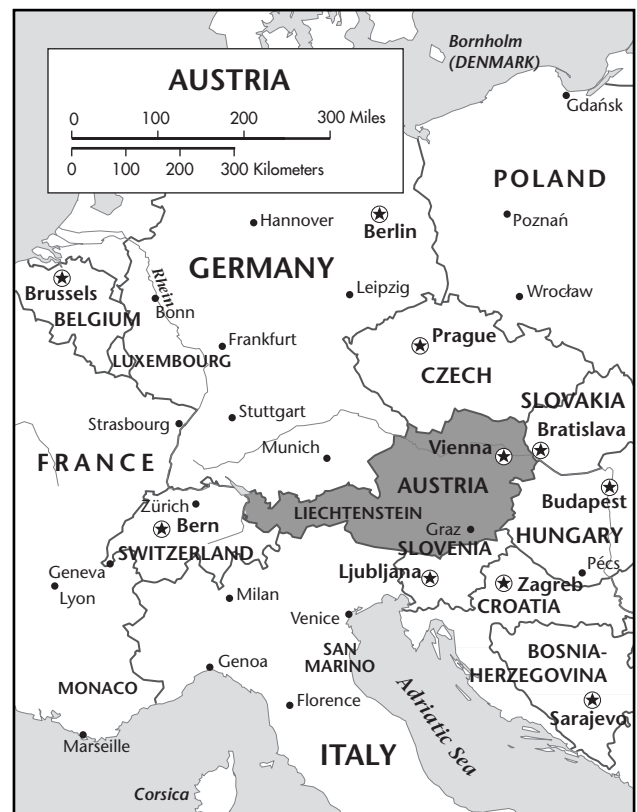 Bornholm
(DENMARK)
AUSTRIA
0 100 200 300 Miles
0 100 200 300 Kilometers
Gdańsk
POLAND
Hannover
Berlin
Poznań
GERMANY
Leipzig
Wrocław
Brussels
Rhein
Bonn
BELGIUM
Frankfurt
Prague
LUXEMBOURG
CZECH
SLOVAKIA
Stuttgart
Strasbourg
Bratislava
Munich
Vienna
FRANCE
AUSTRIA
Budapest
Zürich
LIECHTENSTEIN
Bern
Graz
HUNGARY
SWITZERLAND
SLOVENIA
Geneva
Ljubljana
Pécs
Lyon
Zagreb
Milan
CROATIA
Venice
SAN
MARINO
BOSNIA-
HERZEGOVINA
Genoa
MONACO
Florence
Adriatic Sea
Sarajevo
Marseille
ITALY
Corsica